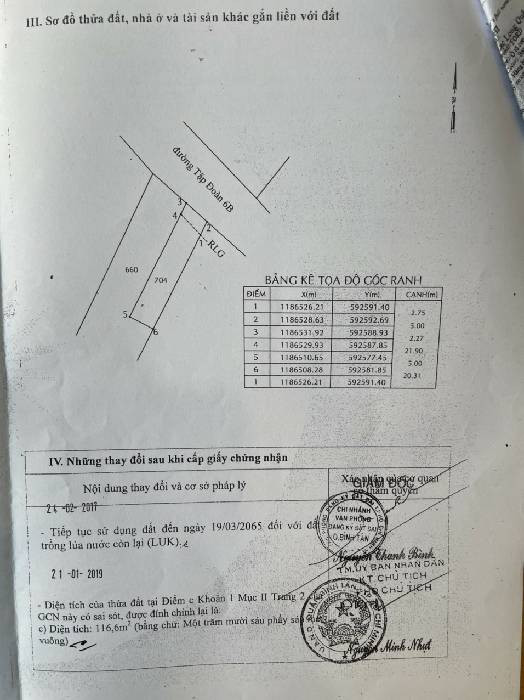 III. Sơ đồ thửa đất, nhà ở và tài sản khác gắn liền với đất
đường Tập Đoàn 6B
3
4
2
1
RLG
660
704
5
6
BẢNG KÊ TỌA ĐỘ GÓC RANH
ĐIỂM X(m) Y(m) CẠNH(m)
1 1186526.21 592591.40
2.75
2 1186528.63 592592.69
5.00
3 1186531.92 592588.93
2.27
4 1186529.93 592587.85
21.90
5 1186510.65 592577.45
5.00
6 1186508.28 592581.85
20.31
1 1186526.21 592591.40
IV. Những thay đổi sau khi cấp giấy chứng nhận
Nội dung thay đổi và cơ sở pháp lý
Xác nhận của cơ quan
có thẩm quyền
GIÁM ĐỐC
24 -02- 2017
CHI NHÁNH
VĂN PHÒNG
ĐĂNG KÝ ĐẤT ĐAI
Q.BÌNH TÂN
- Tiếp tục sử dụng đất đến ngày 19/03/2065 đối với đất
trồng lúa nước còn lại (LUK).
Nguyễn Thanh Bình
21 -01- 2019
TM.ỦY BAN NHÂN DÂN
KT.CHỦ TỊCH
CHỦ TỊCH
- Diện tích của thửa đất tại Điểm c Khoản 1 Mục II Trang 2
GCN này có sai sót, được đính chính lại là:
c) Diện tích: 116,6m² (bằng chữ: Một trăm mười sáu phẩy sáu
vuông)
Nguyễn Minh Nhựt